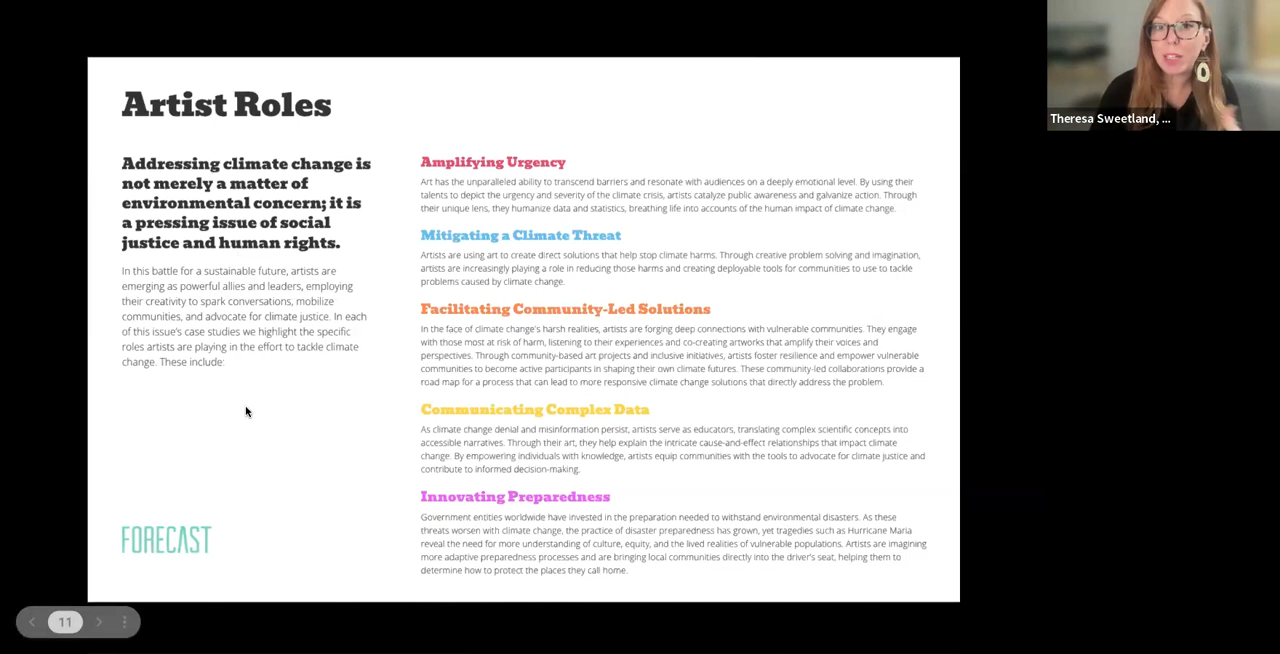 Artist Roles
Addressing climate change is
not merely a matter of
environmental concern; it is
a pressing issue of social
justice and human rights.
In this battle for a sustainable future, artists are
emerging as powerful allies and leaders, employing
their creativity to spark conversations, mobilize
communities, and advocate for climate justice. In each
of this issue's case studies we highlight the specific
roles artists are playing in the effort to tackle climate
change. These include:
FORECAST
Amplifying Urgency
Art has the unparalleled ability to transcend barriers and resonate with audiences on a deeply emotional level. By using their
talents to depict the urgency and severity of the climate crisis, artists catalyze public awareness and galvanize action. Through
their unique lens, they humanize data and statistics, breathing life into accounts of the human impact of climate change.
Mitigating a Climate Threat
Artists are using art to create direct solutions that help stop climate harms. Through creative problem solving and imagination,
artists are increasingly playing a role in reducing those harms and creating deployable tools for communities to use to tackle
problems caused by climate change.
Facilitating Community-Led Solutions
In the face of climate change's harsh realities, artists are forging deep connections with vulnerable communities. They engage
with those most at risk of harm, listening to their experiences and co-creating artworks that amplify their voices and
perspectives. Through community-based art projects and inclusive initiatives, artists foster resilience and empower vulnerable
communities to become active participants in shaping their own climate futures. These community-led collaborations provide a
road map for a process that can lead to more responsive climate change solutions that directly address the problem.
Communicating Complex Data
As climate change denial and misinformation persist, artists serve as educators, translating complex scientific concepts into
accessible narratives. Through their art, they help explain the intricate cause-and-effect relationships that impact climate
change. By empowering individuals with knowledge, artists equip communities with the tools to advocate for climate justice and
contribute to informed decision-making.
Innovating Preparedness
Government entities worldwide have invested in the preparation needed to withstand environmental disasters. As these
threats worsen with climate change, the practice of disaster preparedness has grown, yet tragedies such as Hurricane Maria
reveal the need for more understanding of culture, equity, and the lived realities of vulnerable populations. Artists are imagining
more adaptive preparedness processes and are bringing local communities directly into the driver's seat, helping them to
determine how to protect the places they call home.
Theresa Sweetland, ...
11